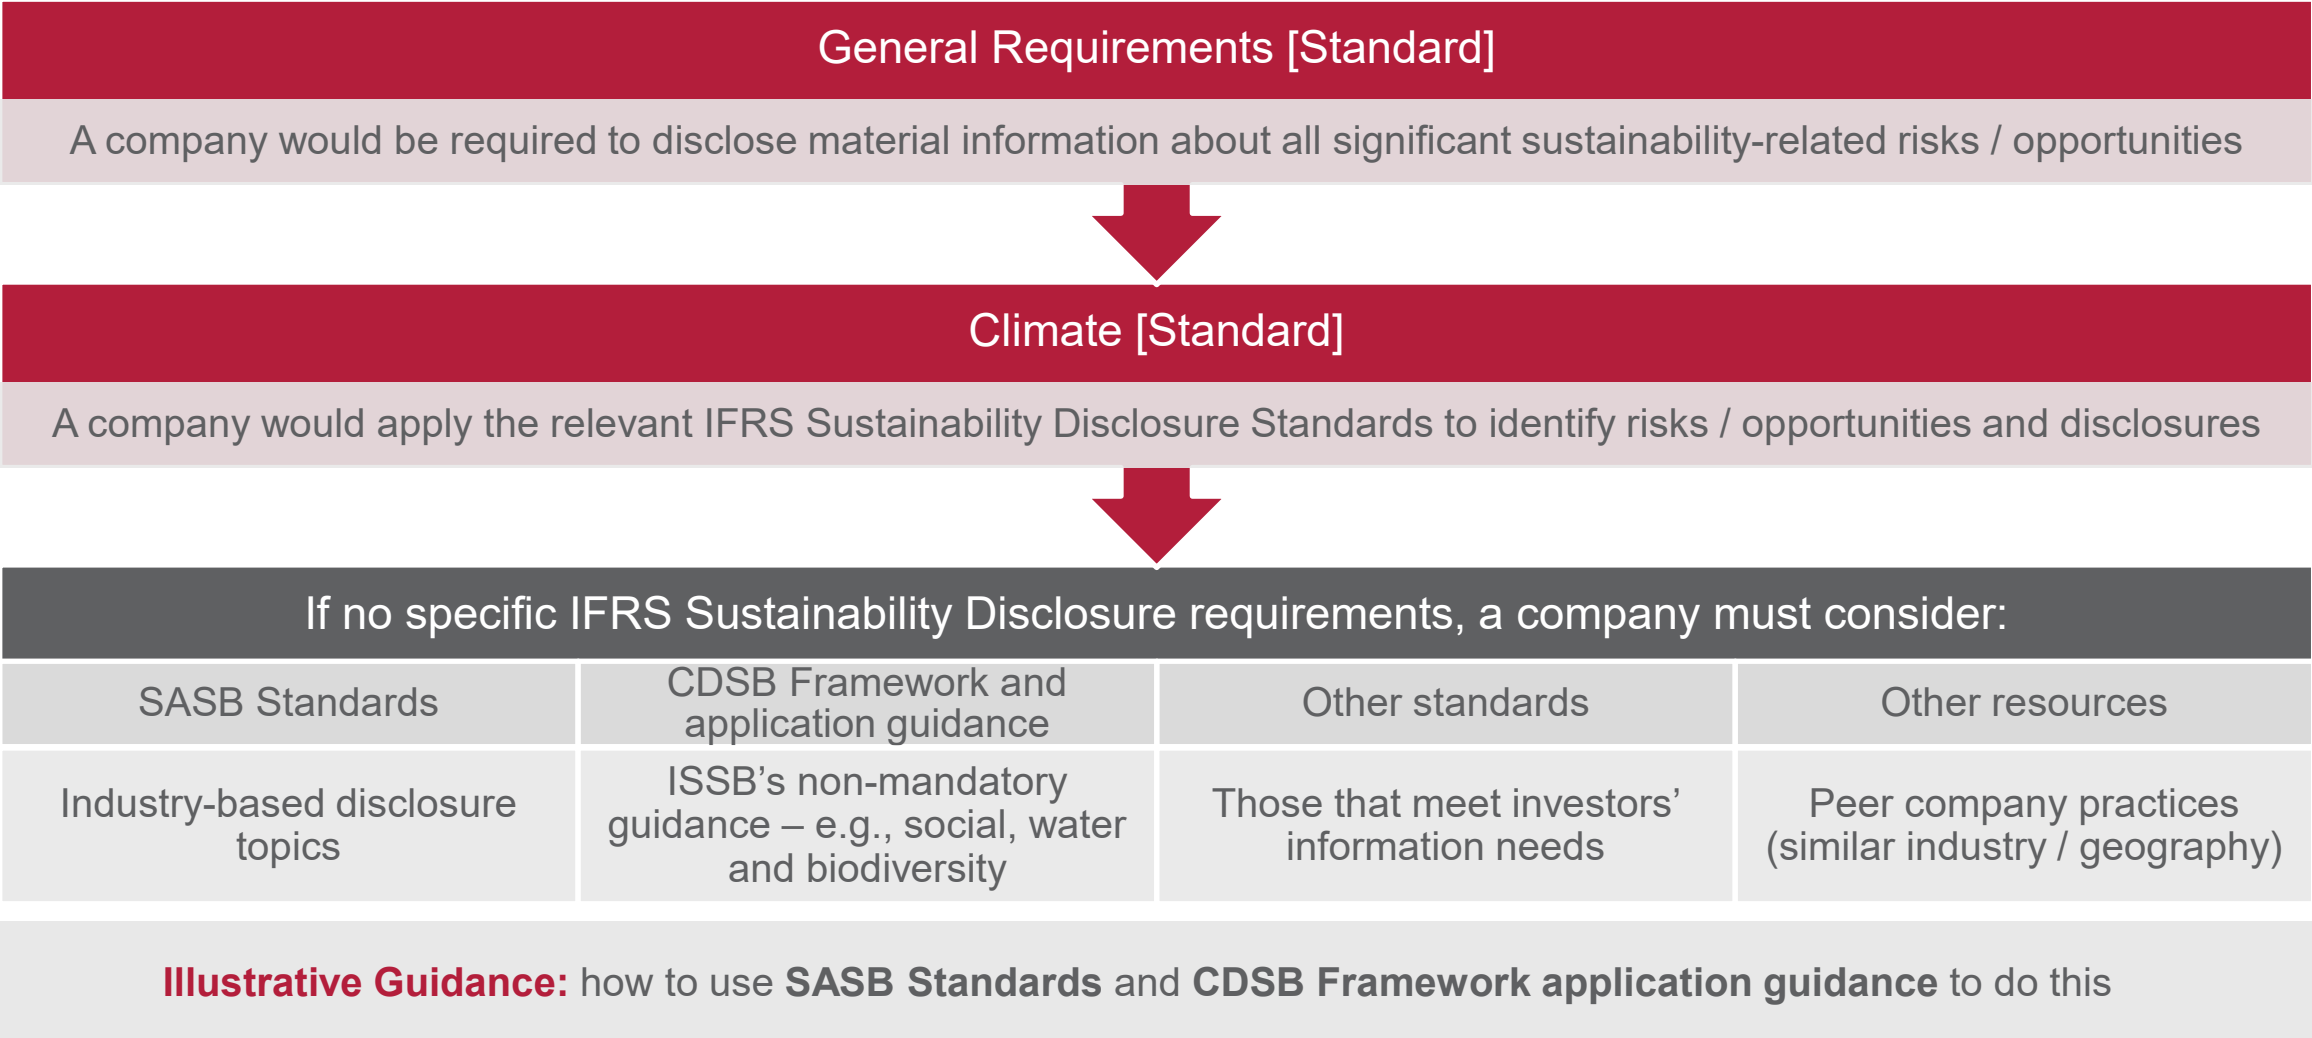 General Requirements [Standard]
A company would be required to disclose material information about all significant sustainability-related risks / opportunities
Climate [Standard]
A company would apply the relevant IFRS Sustainability Disclosure Standards to identify risks / opportunities and disclosures
If no specific IFRS Sustainability Disclosure requirements, a company must consider:
SASB Standards
CDSB Framework and
application guidance
Other standards
Other resources
Industry-based disclosure
topics
ISSB’s non-mandatory
guidance – e.g., social, water
and biodiversity
Those that meet investors’
information needs
Peer company practices
(similar industry / geography)
Illustrative Guidance: how to use SASB Standards and CDSB Framework application guidance to do this